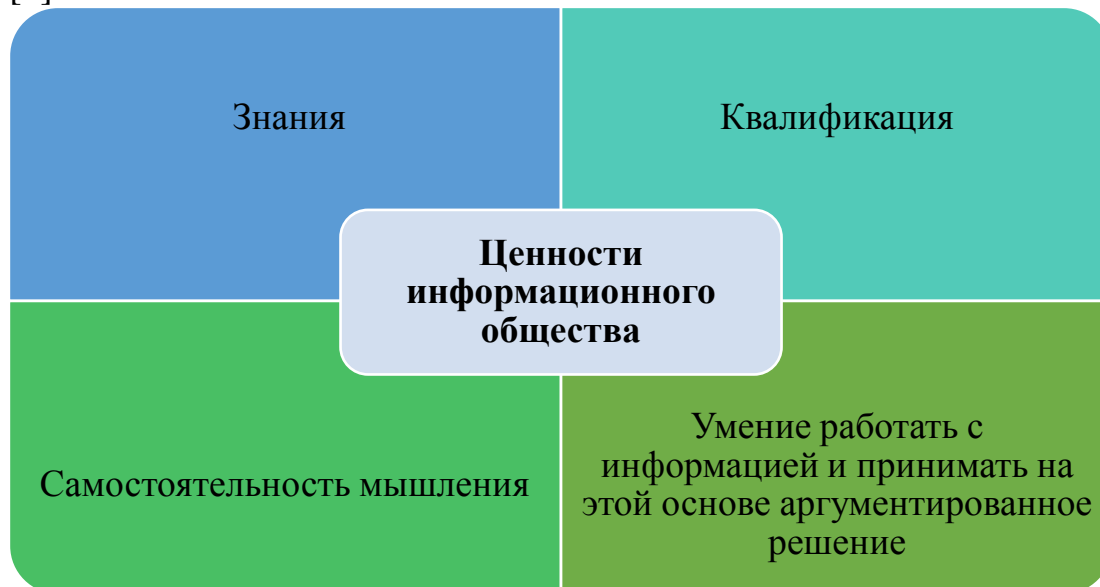 Знания
Квалификация
Ценности
информационного
общества
Самостоятельность мышления
Умение работать с
информацией и принимать на
этой основе аргументированное
решение